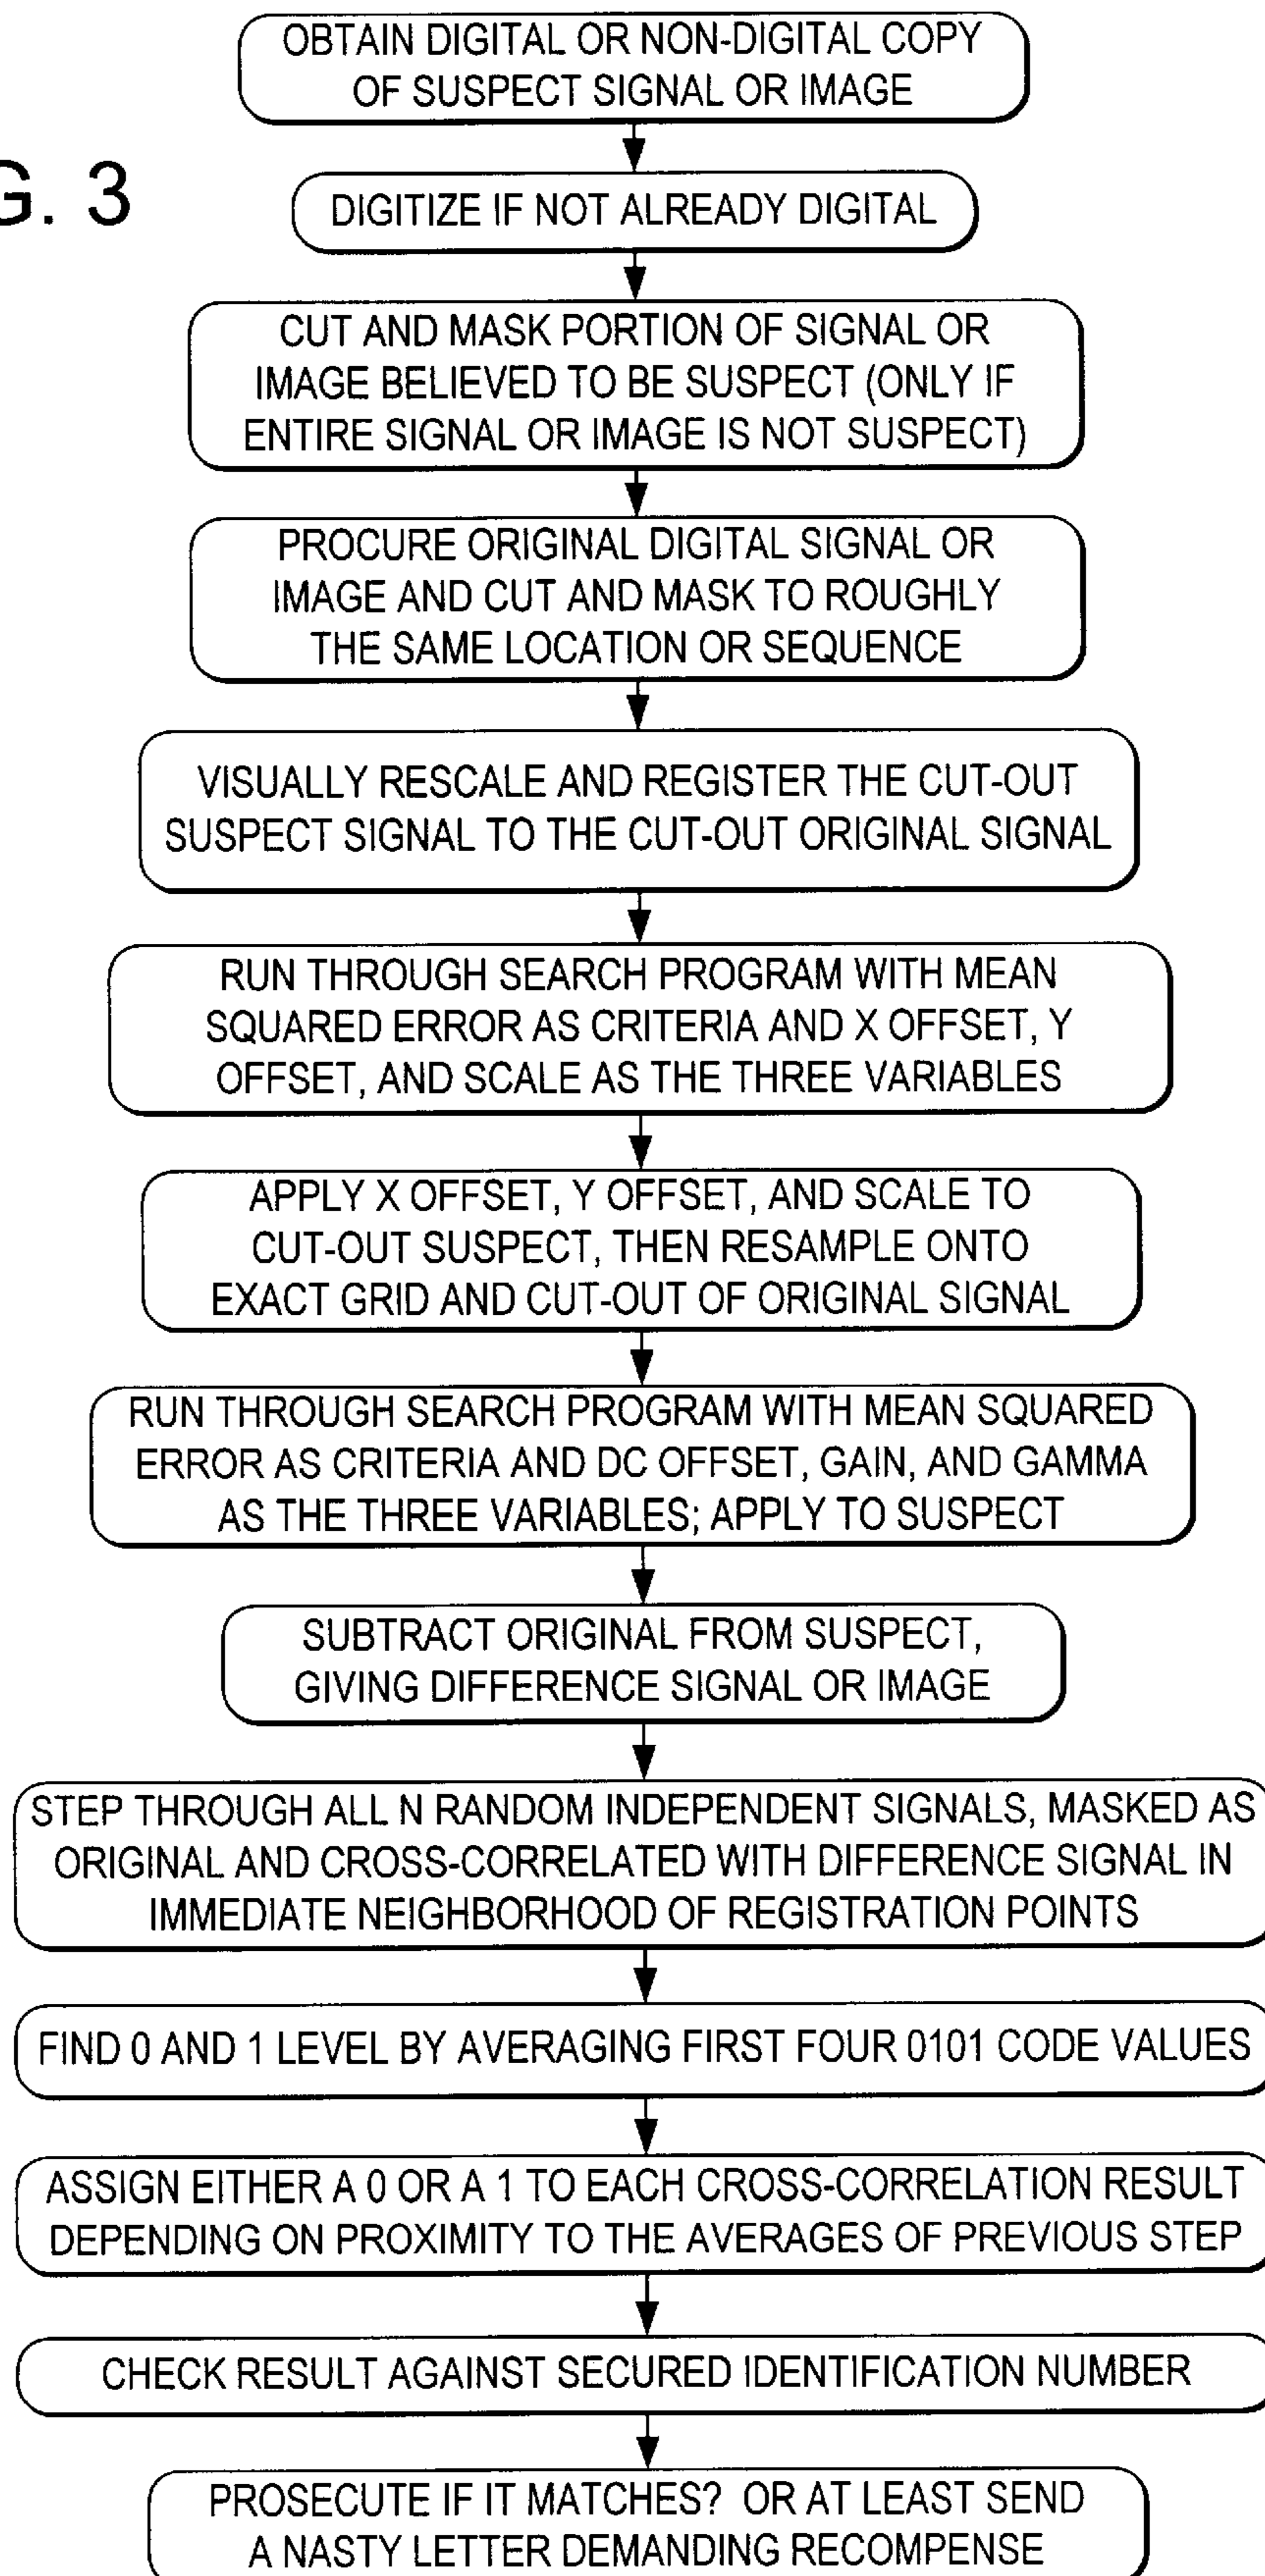 OBTAIN DIGITAL OR NON-DIGITAL COPY
OF SUSPECT SIGNAL OR IMAGE
G. 3
DIGITIZE IF NOT ALREADY DIGITAL
CUT AND MASK PORTION OF SIGNAL OR
IMAGE BELIEVED TO BE SUSPECT (ONLY IF
ENTIRE SIGNAL OR IMAGE IS NOT SUSPECT)
PROCURE ORIGINAL DIGITAL SIGNAL OR
IMAGE AND CUT AND MASK TO ROUGHLY
THE SAME LOCATION OR SEQUENCE
VISUALLY RESCALE AND REGISTER THE CUT-OUT
SUSPECT SIGNAL TO THE CUT-OUT ORIGINAL SIGNAL
RUN THROUGH SEARCH PROGRAM WITH MEAN
SQUARED ERROR AS CRITERIA AND X OFFSET, Y
OFFSET, AND SCALE AS THE THREE VARIABLES
APPLY X OFFSET, Y OFFSET, AND SCALE TO
CUT-OUT SUSPECT, THEN RESAMPLE ONTO
EXACT GRID AND CUT-OUT OF ORIGINAL SIGNAL
RUN THROUGH SEARCH PROGRAM WITH MEAN SQUARED
ERROR AS CRITERIA AND DC OFFSET, GAIN, AND GAMMA
AS THE THREE VARIABLES; APPLY TO SUSPECT
SUBTRACT ORIGINAL FROM SUSPECT,
GIVING DIFFERENCE SIGNAL OR IMAGE
STEP THROUGH ALL N RANDOM INDEPENDENT SIGNALS, MASKED AS
ORIGINAL AND CROSS-CORRELATED WITH DIFFERENCE SIGNAL IN
IMMEDIATE NEIGHBORHOOD OF REGISTRATION POINTS
FIND 0 AND 1 LEVEL BY AVERAGING FIRST FOUR 0101 CODE VALUES
ASSIGN EITHER A 0 OR A 1 TO EACH CROSS-CORRELATION RESULT
DEPENDING ON PROXIMITY TO THE AVERAGES OF PREVIOUS STEP
CHECK RESULT AGAINST SECURED IDENTIFICATION NUMBER
PROSECUTE IF IT MATCHES? OR AT LEAST SEND
A NASTY LETTER DEMANDING RECOMPENSE